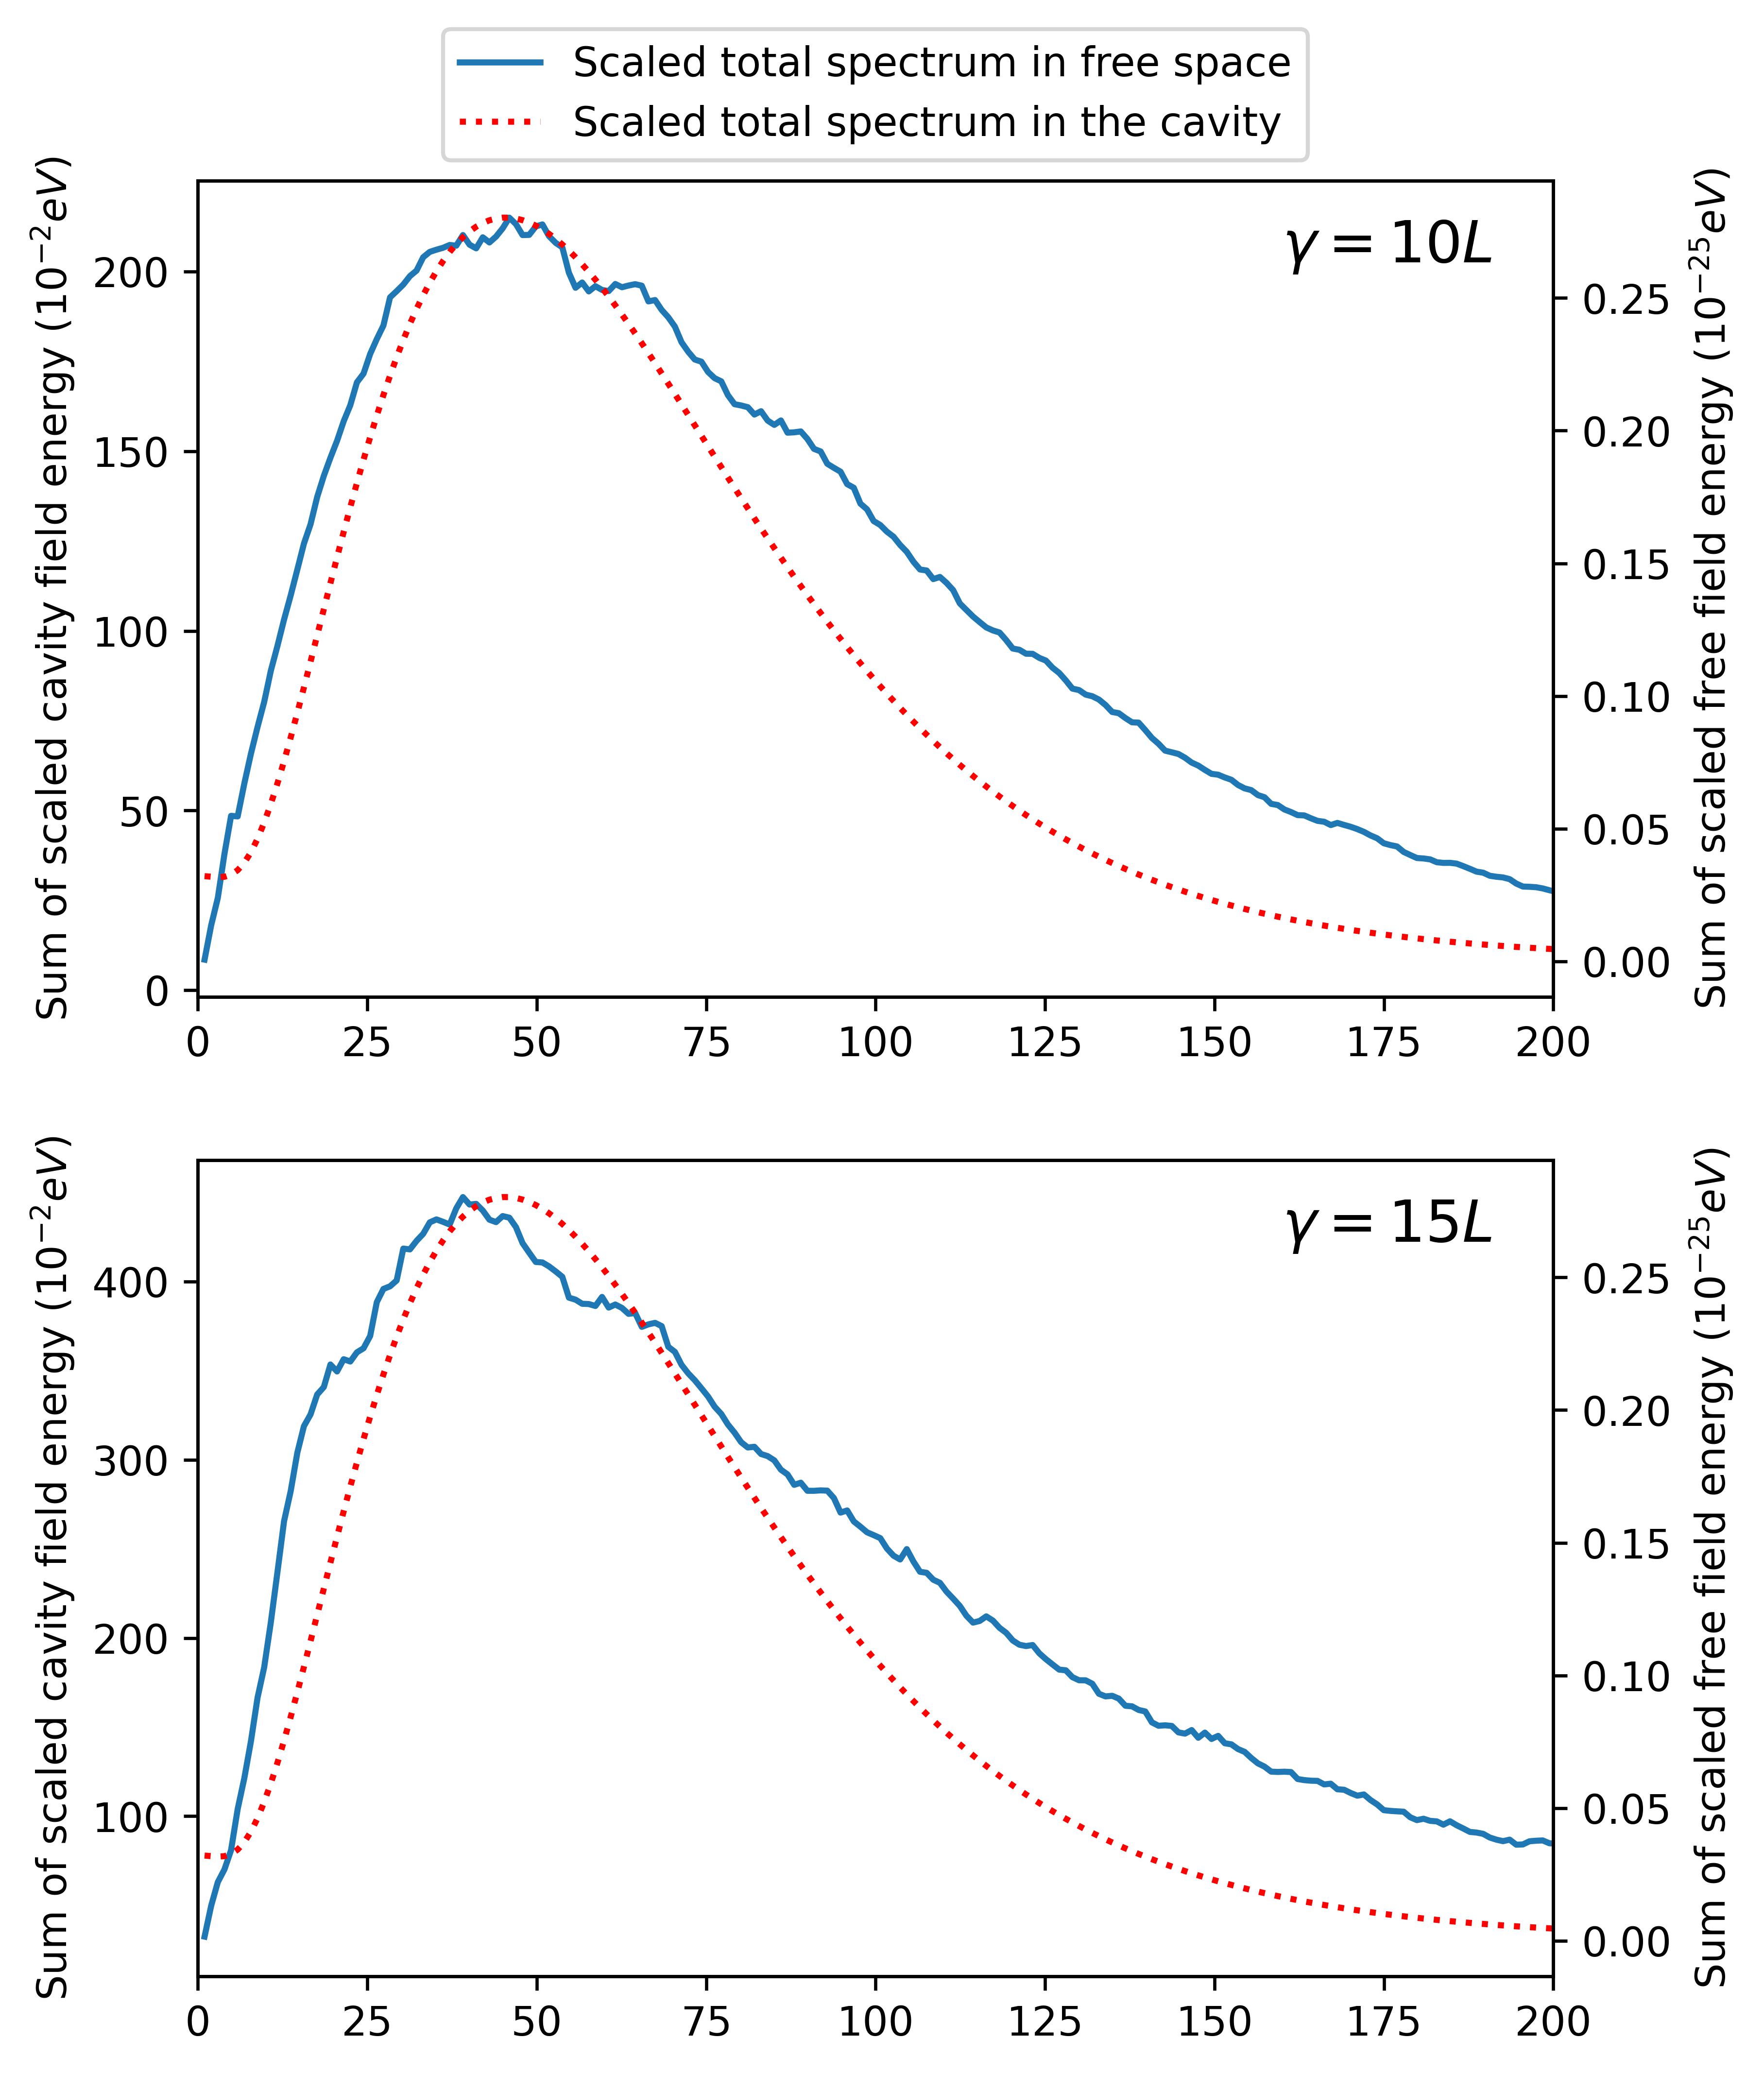 Scaled total spectrum in free space
Scaled total spectrum in the cavity
Sum of scaled cavity field energy (10⁻²eV)
200
150
100
50
0
γ = 10L
0.25
0.20
0.15
0.10
0.05
0.00
Sum of scaled free field energy (10⁻²⁵eV)
0 25 50 75 100 125 150 175 200
Sum of scaled cavity field energy (10⁻²eV)
400
300
200
100
γ = 15L
0.25
0.20
0.15
0.10
0.05
0.00
Sum of scaled free field energy (10⁻²⁵eV)
0 25 50 75 100 125 150 175 200